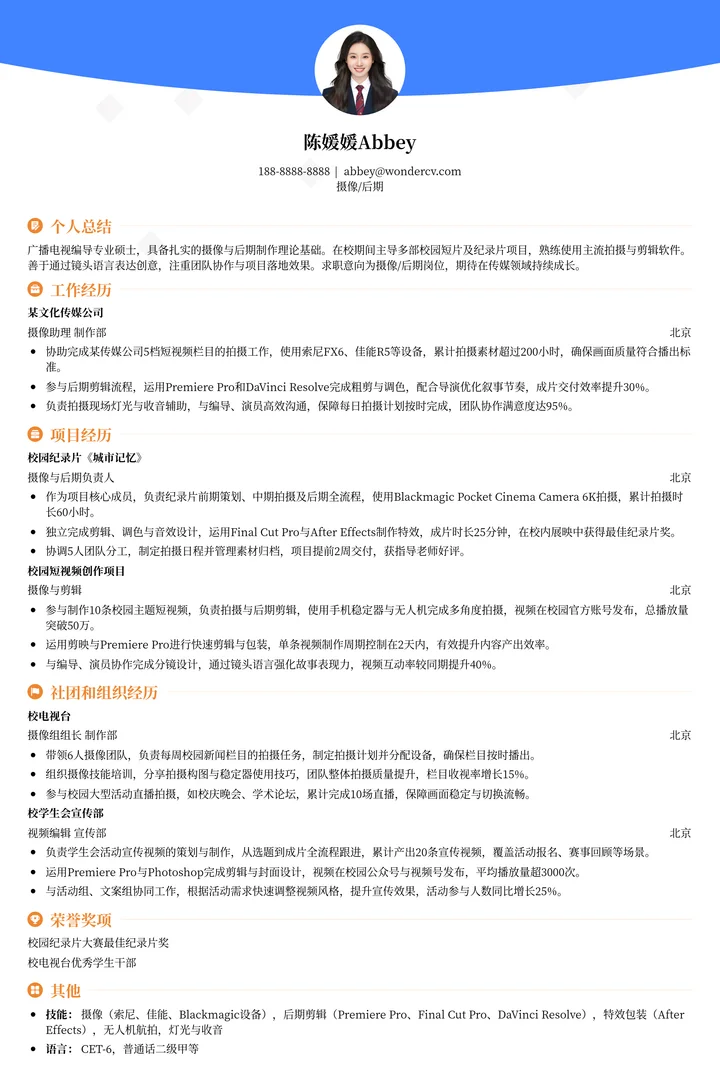 陈媛媛Abbey
188-8888-8888 | abbey@wondercv.com
摄像/后期
个人总结
广播电视编导专业硕士，具备扎实的摄像与后期制作理论基础。在校期间主导多部校园短片及纪录片项目，熟练使用主流拍摄与剪辑软件。
善于通过镜头语言表达创意，注重团队协作与项目落地效果。求职意向为摄像/后期岗位，期待在传媒领域持续成长。
工作经历
某文化传媒公司
摄像助理 制作部 北京
• 协助完成某传媒公司5档短视频栏目的拍摄工作，使用索尼FX6、佳能R5等设备，累计拍摄素材超过200小时，确保画面质量符合播出标
准。
• 参与后期剪辑流程，运用Premiere Pro和DaVinci Resolve完成粗剪与调色，配合导演优化叙事节奏，成片交付效率提升30%。
• 负责拍摄现场灯光与收音辅助，与编导、演员高效沟通，保障每日拍摄计划按时完成，团队协作满意度达95%。
项目经历
校园纪录片《城市记忆》
摄像与后期负责人 北京
• 作为项目核心成员，负责纪录片前期策划、中期拍摄及后期全流程，使用Blackmagic Pocket Cinema Camera 6K拍摄，累计拍摄时
长60小时。
• 独立完成剪辑、调色与音效设计，运用Final Cut Pro与After Effects制作特效，成片时长25分钟，在校内展映中获得最佳纪录片奖。
• 协调5人团队分工，制定拍摄日程并管理素材归档，项目提前2周交付，获指导老师好评。
校园短视频创作项目
摄像与剪辑 北京
• 参与制作10条校园主题短视频，负责拍摄与后期剪辑，使用手机稳定器与无人机完成多角度拍摄，视频在校园官方账号发布，总播放量
突破50万。
• 运用剪映与Premiere Pro进行快速剪辑与包装，单条视频制作周期控制在2天内，有效提升内容产出效率。
• 与编导、演员协作完成分镜设计，通过镜头语言强化故事表现力，视频互动率较同期提升40%。
社团和组织经历
校电视台
摄像组组长 制作部 北京
• 带领6人摄像团队，负责每周校园新闻栏目的拍摄任务，制定拍摄计划并分配设备，确保栏目按时播出。
• 组织摄像技能培训，分享拍摄构图与稳定器使用技巧，团队整体拍摄质量提升，栏目收视率增长15%。
• 参与校园大型活动直播拍摄，如校庆晚会、学术论坛，累计完成10场直播，保障画面稳定与切换流畅。
校学生会宣传部
视频编辑 宣传部 北京
• 负责学生会活动宣传视频的策划与制作，从选题到成片全流程跟进，累计产出20条宣传视频，覆盖活动报名、赛事回顾等场景。
• 运用Premiere Pro与Photoshop完成剪辑与封面设计，视频在校园公众号与视频号发布，平均播放量超3000次。
• 与活动组、文案组协同工作，根据活动需求快速调整视频风格，提升宣传效果，活动参与人数同比增长25%。
荣誉奖项
校园纪录片大赛最佳纪录片奖
校电视台优秀学生干部
其他
• 技能： 摄像（索尼、佳能、Blackmagic设备），后期剪辑（Premiere Pro、Final Cut Pro、DaVinci Resolve），特效包装（After
Effects），无人机航拍，灯光与收音
• 语言： CET-6，普通话二级甲等